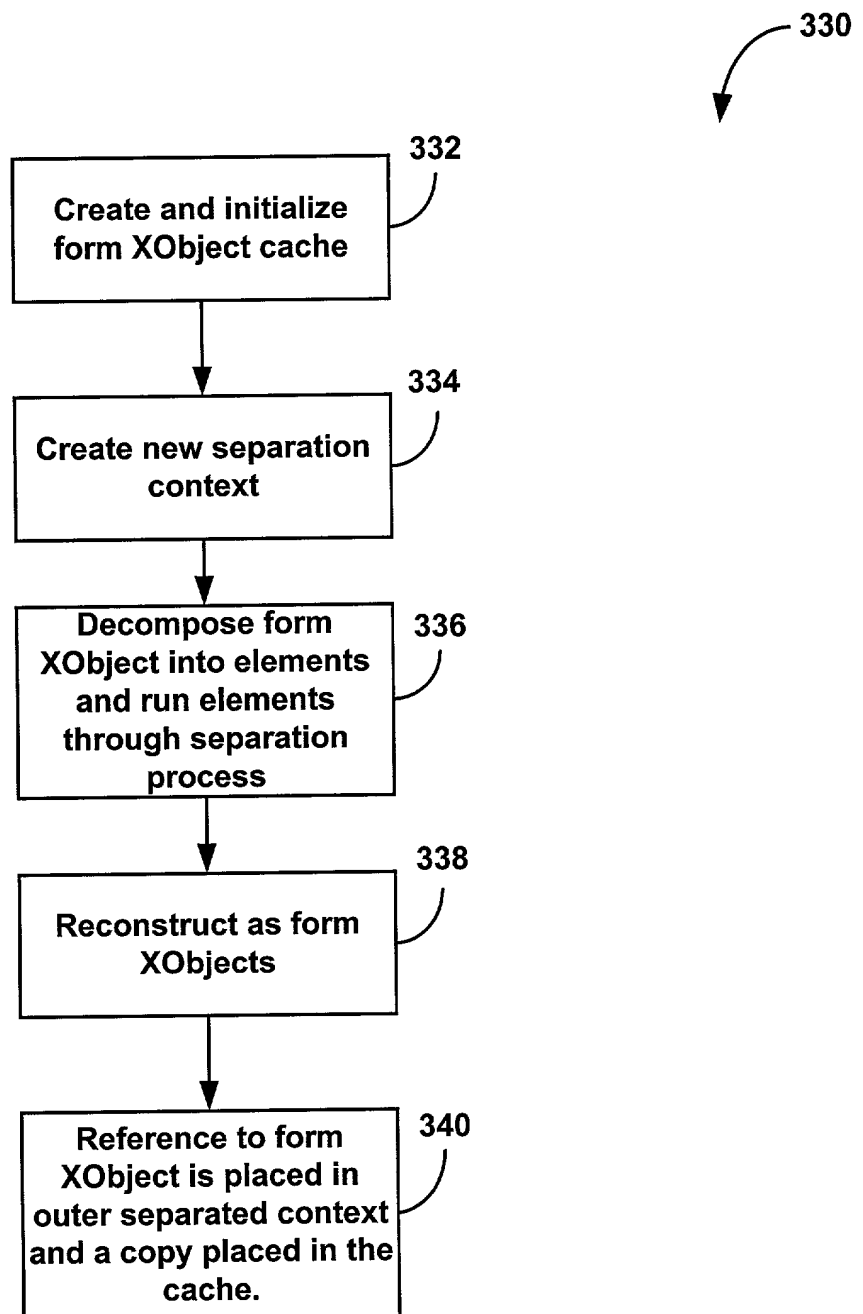 330
332
Create and initialize
form XObject cache
334
Create new separation
context
336
Decompose form
XObject into elements
and run elements
through separation
process
338
Reconstruct as form
XObjects
340
Reference to form
XObject is placed in
outer separated context
and a copy placed in the
cache.